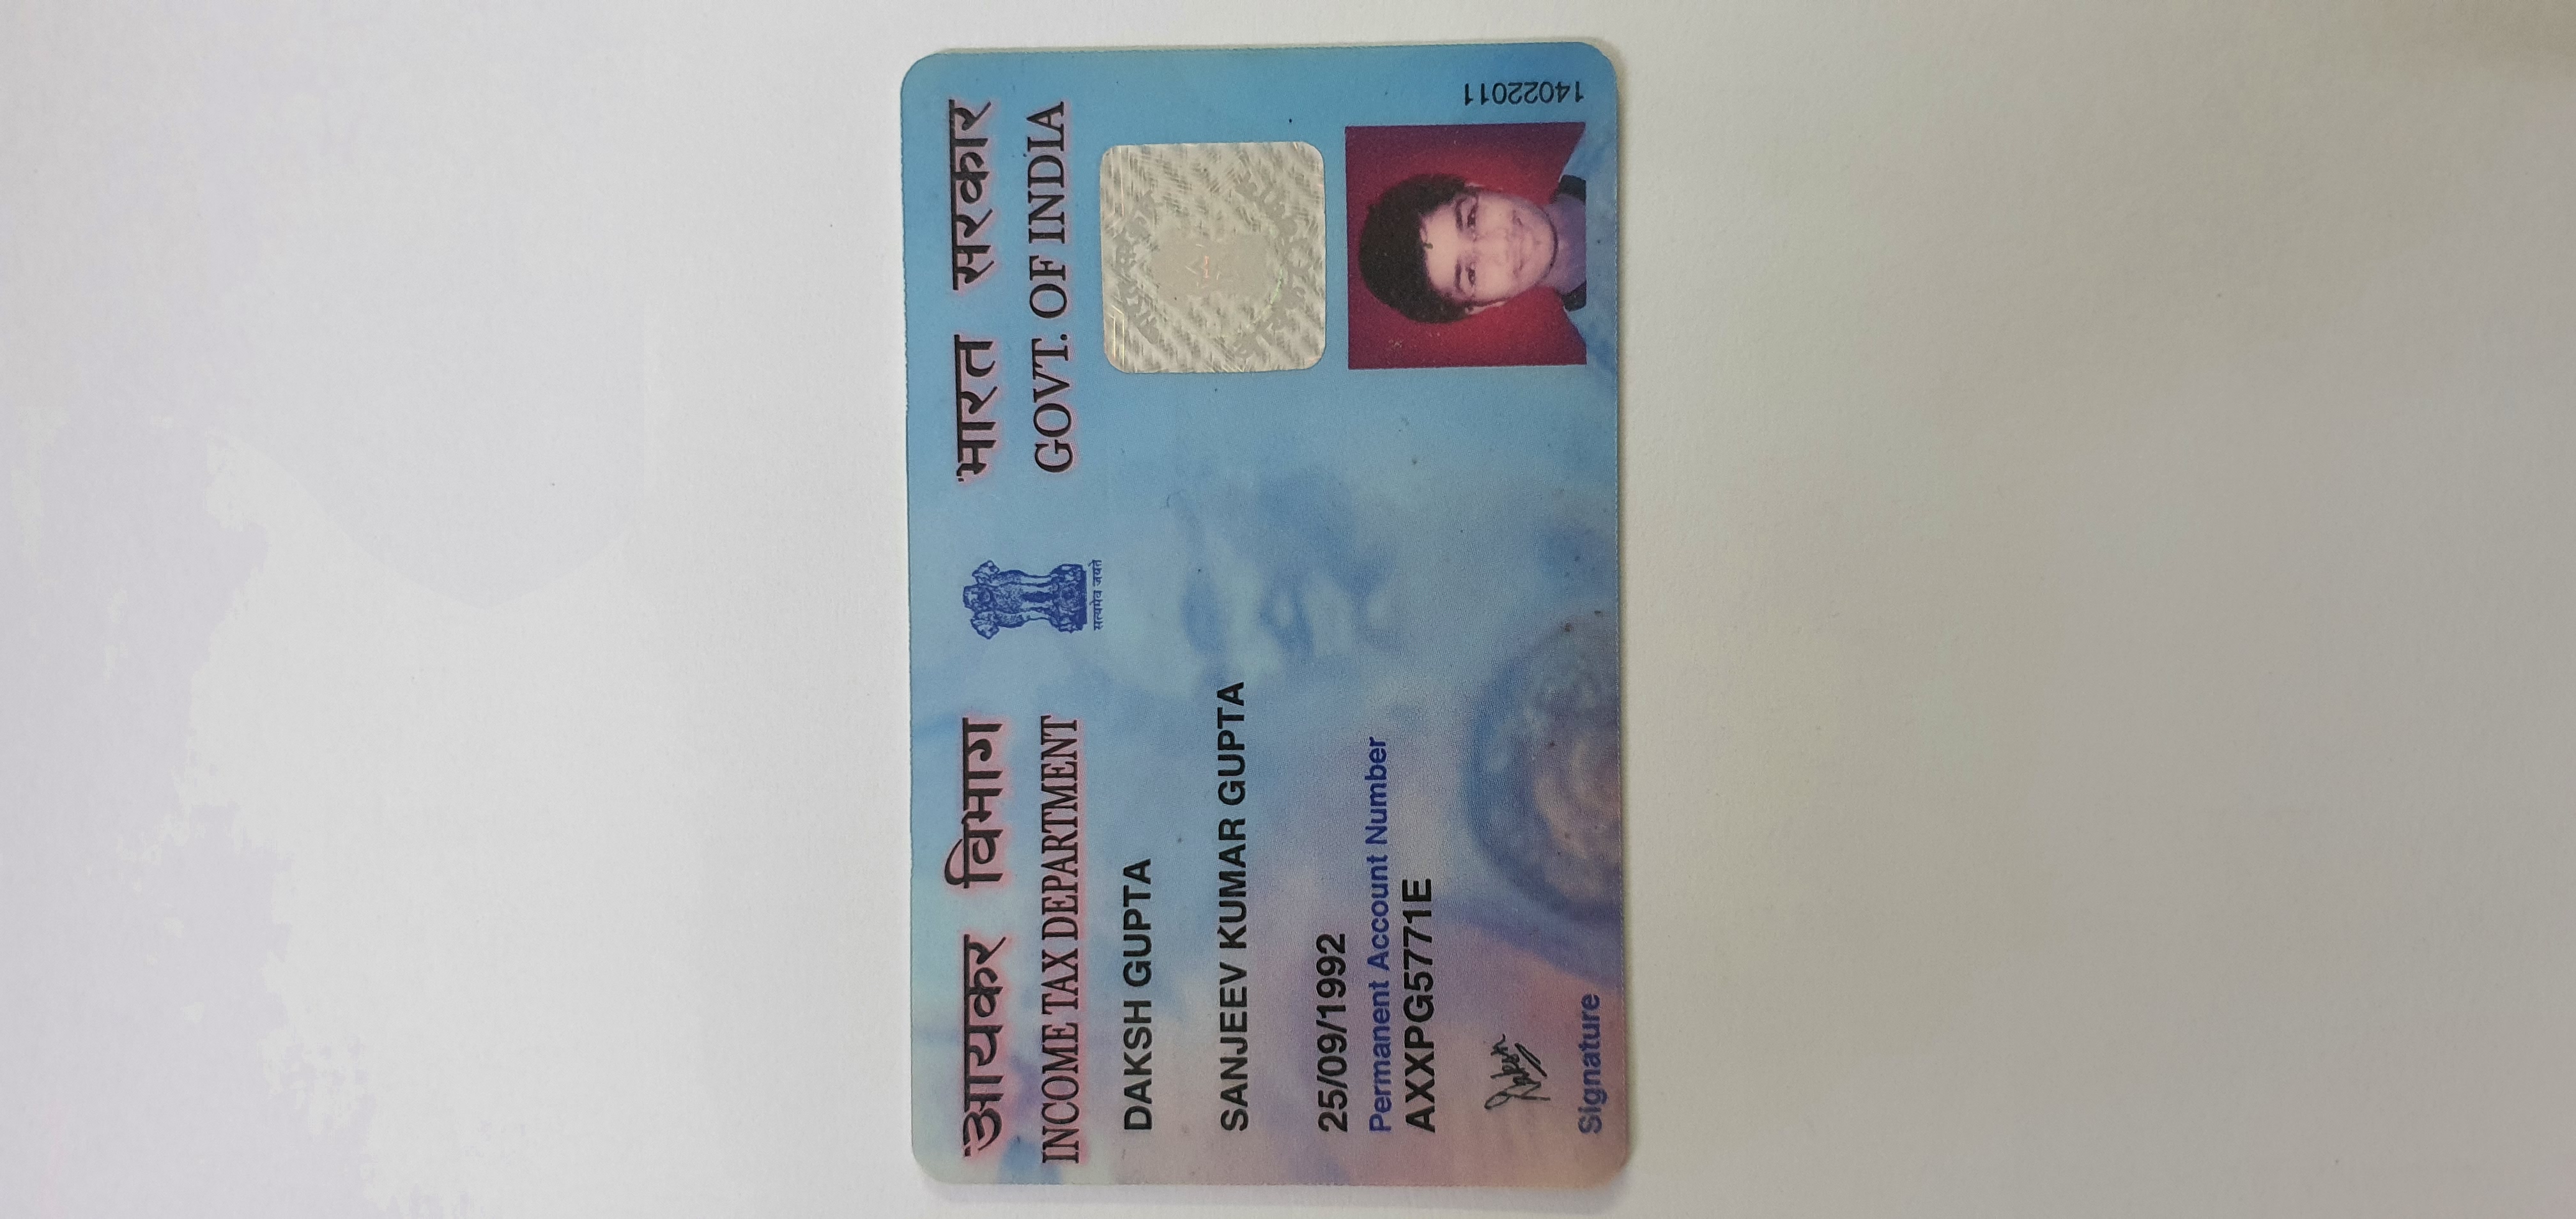 आयकर विभाग
INCOME TAX DEPARTMENT
सत्यमेव जयते
भारत सरकार
GOVT. OF INDIA
DAKSH GUPTA
SANJEEV KUMAR GUPTA
25/09/1992
Permanent Account Number
AXXPG5771E
Daksh
Signature
14022011